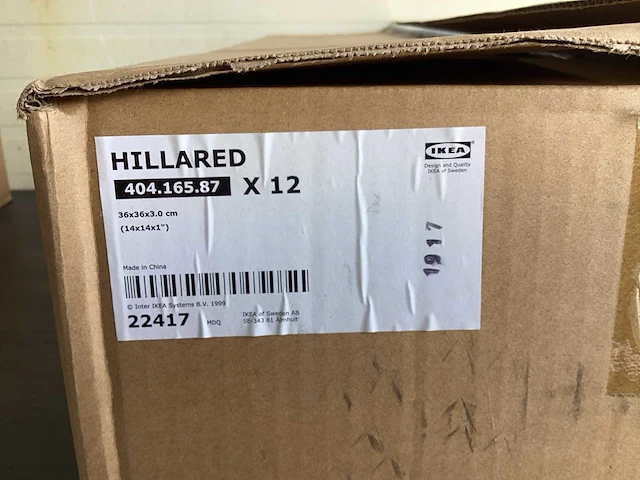 HILLARED
404.165.87 X 12
36x36x3.0 cm
(14x14x1")
Made in China
© Inter IKEA Systems B.V. 1999
22417 MDQ
IKEA of Sweden AB
SE-343 81 Älmhult
IKEA
Design and Quality
IKEA of Sweden
1917